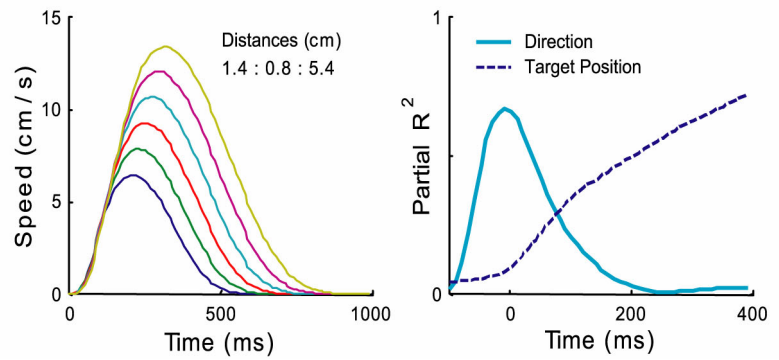 15
10
5
0
Speed (cm / s)
Distances (cm)
1.4 : 0.8 : 5.4
0
500
1000
Time (ms)
1
0
Partial R²
Direction
Target Position
0
200
400
Time (ms)